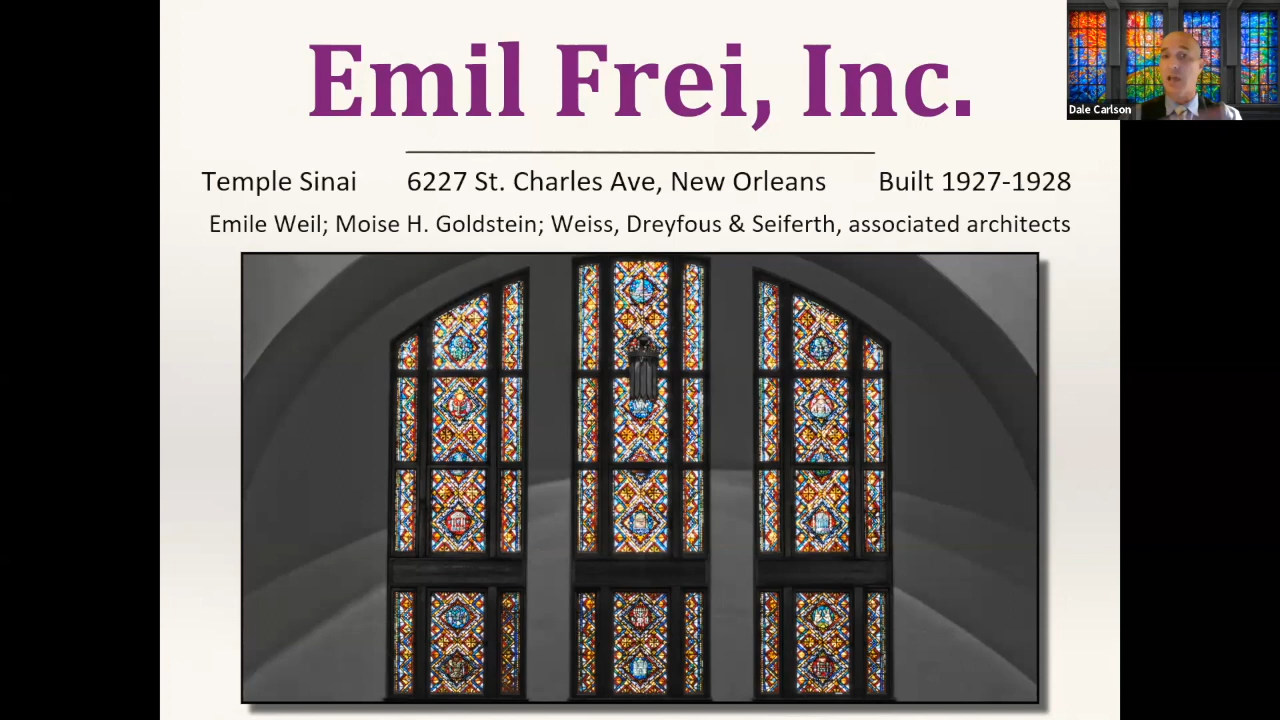 Emil Frei, Inc.
Dale Carlson
Temple Sinai 6227 St. Charles Ave, New Orleans Built 1927-1928
Emile Weil; Moise H. Goldstein; Weiss, Dreyfous & Seiferth, associated architects